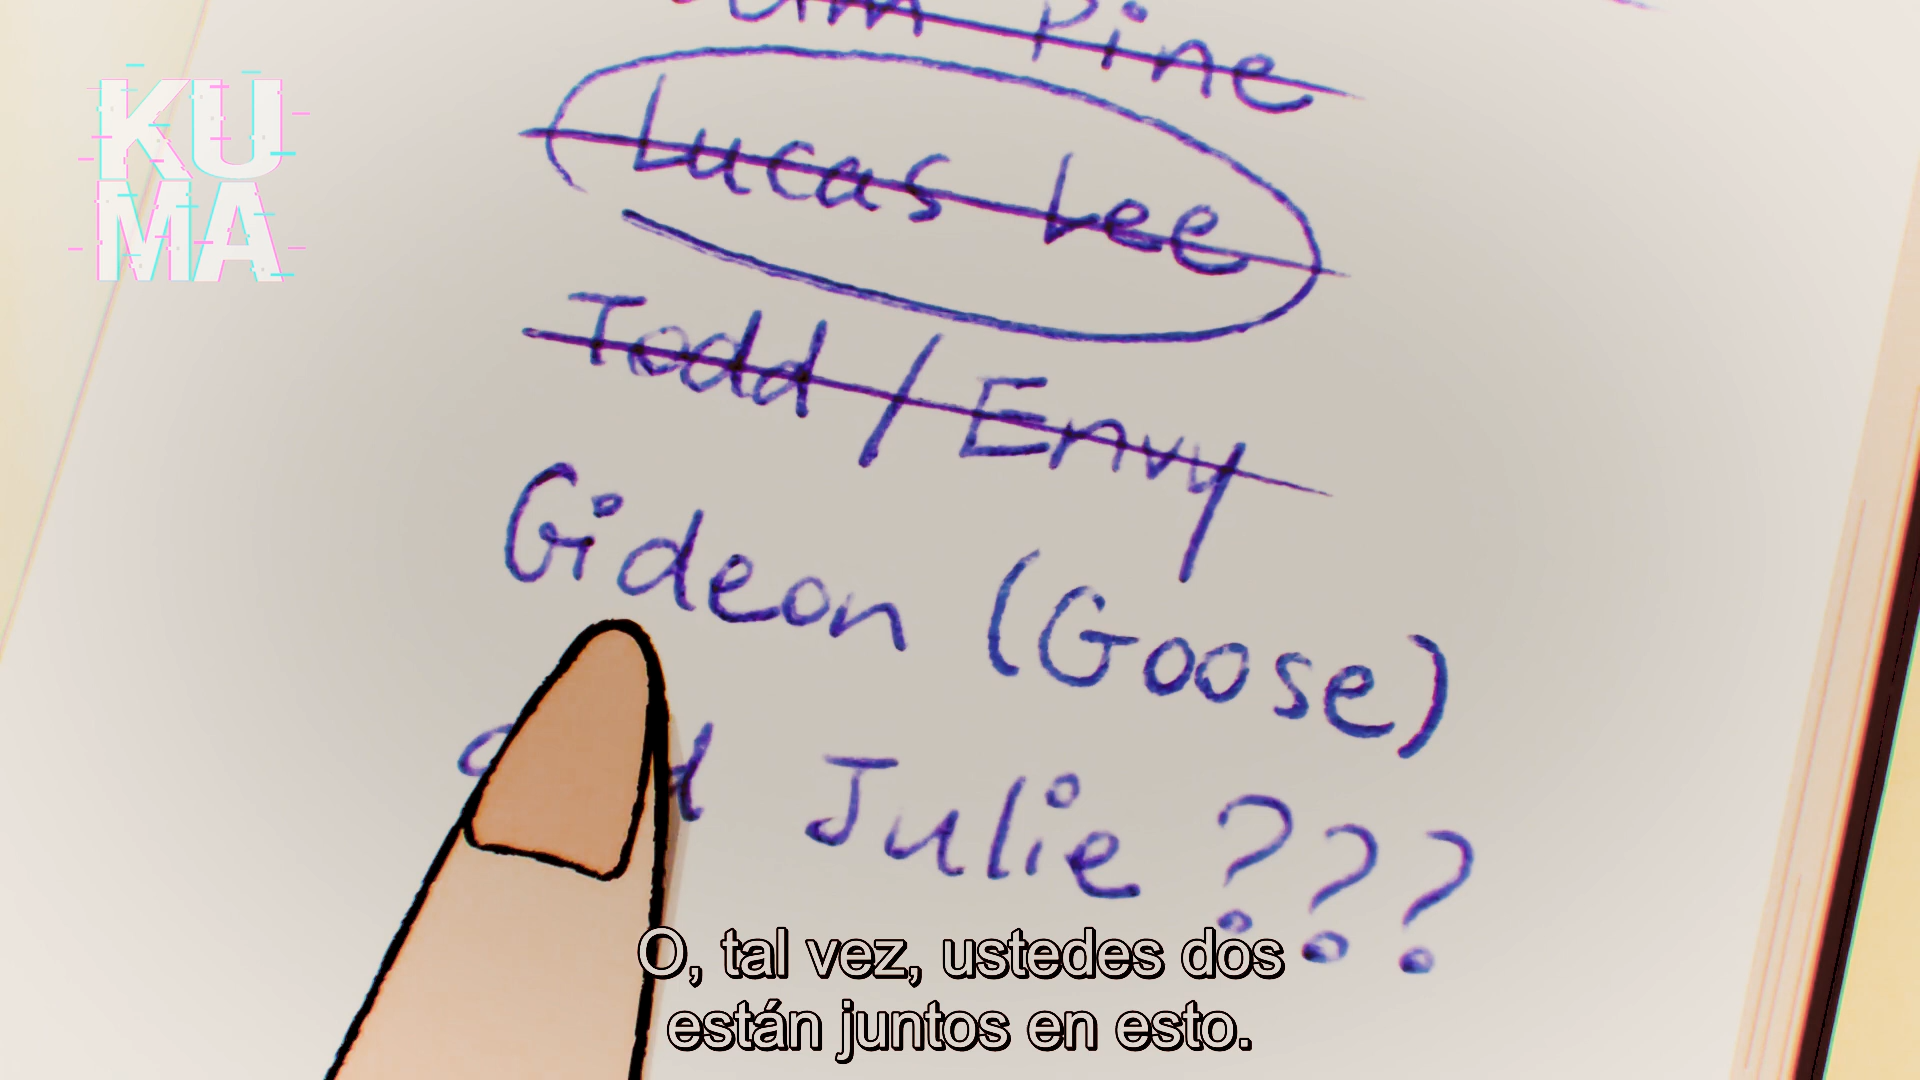 Pine
KU
MA
Lucas Lee
Todd / Envy
Gideon (Goose)
Julie ???
O, tal vez, ustedes dos
están juntos en esto.